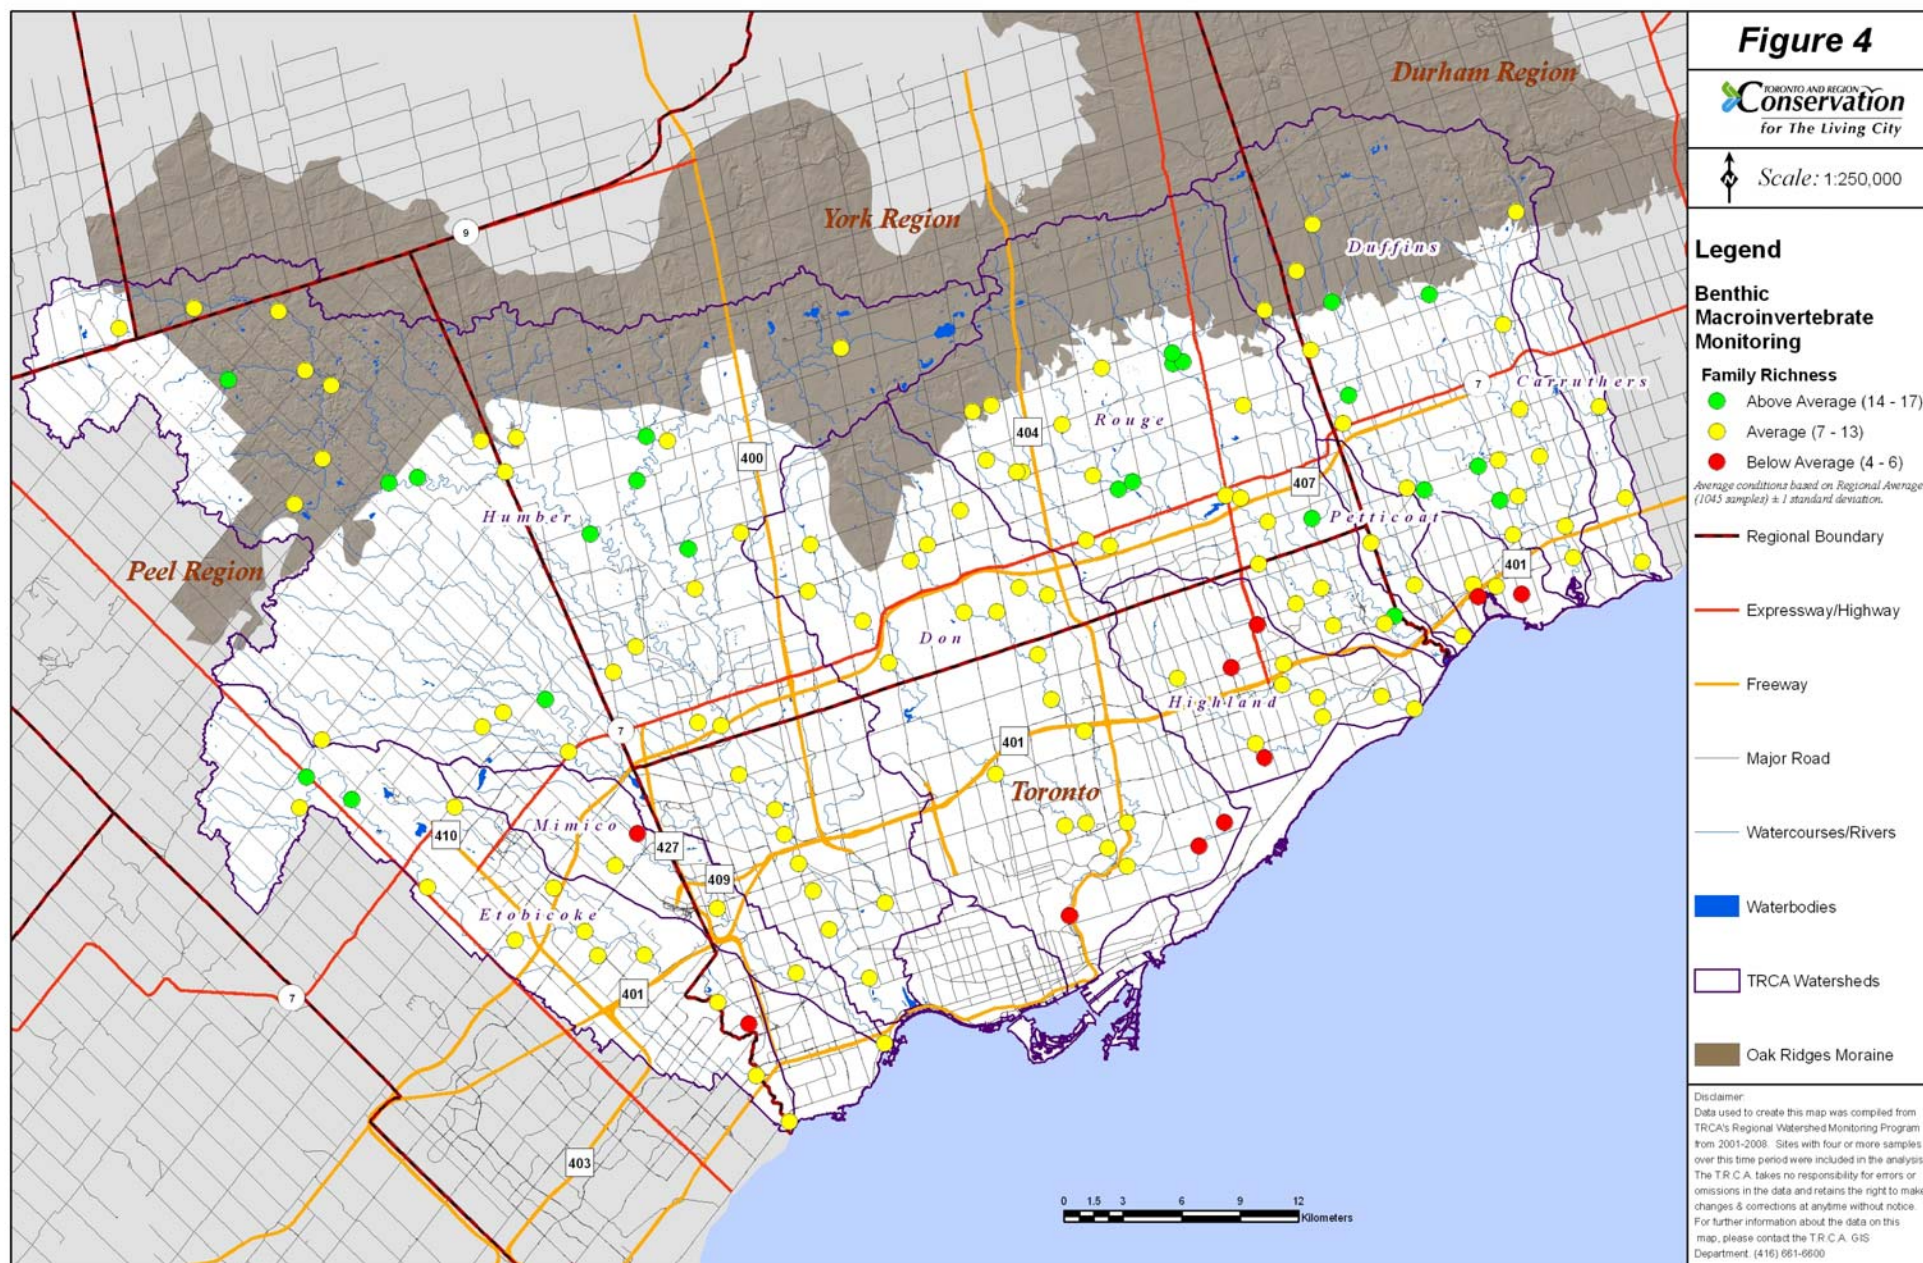 Figure 4
TORONTO AND REGION
Conservation
for The Living City
N
Scale: 1:250,000
Legend
Benthic
Macroinvertebrate
Monitoring
Family Richness
Above Average (14 - 17)
Average (7 - 13)
Below Average (4 - 6)
Average conditions based on Regional Average
(1045 samples) ± 1 standard deviation.
Regional Boundary
Expressway/Highway
Freeway
Major Road
Watercourses/Rivers
Waterbodies
TRCA Watersheds
Oak Ridges Moraine
Disclaimer:
Data used to create this map was compiled from
TRCA's Regional Watershed Monitoring Program
from 2001-2008. Sites with four or more samples
over this time period were included in the analysis.
The T.R.C.A. takes no responsibility for errors or
omissions in the data and retains the right to make
changes & corrections at anytime without notice.
For further information about the data on this
map, please contact the T.R.C.A. GIS
Department. (416) 661-6600
Durham Region
York Region
9
Duffins
7
Carruthers
Rouge
404
400
407
Humber
Petticoat
Peel Region
401
Don
Highland
7
401
Toronto
Mimico
410
427
409
Etobicoke
401
7
403
0 1.5 3 6 9 12
Kilometers